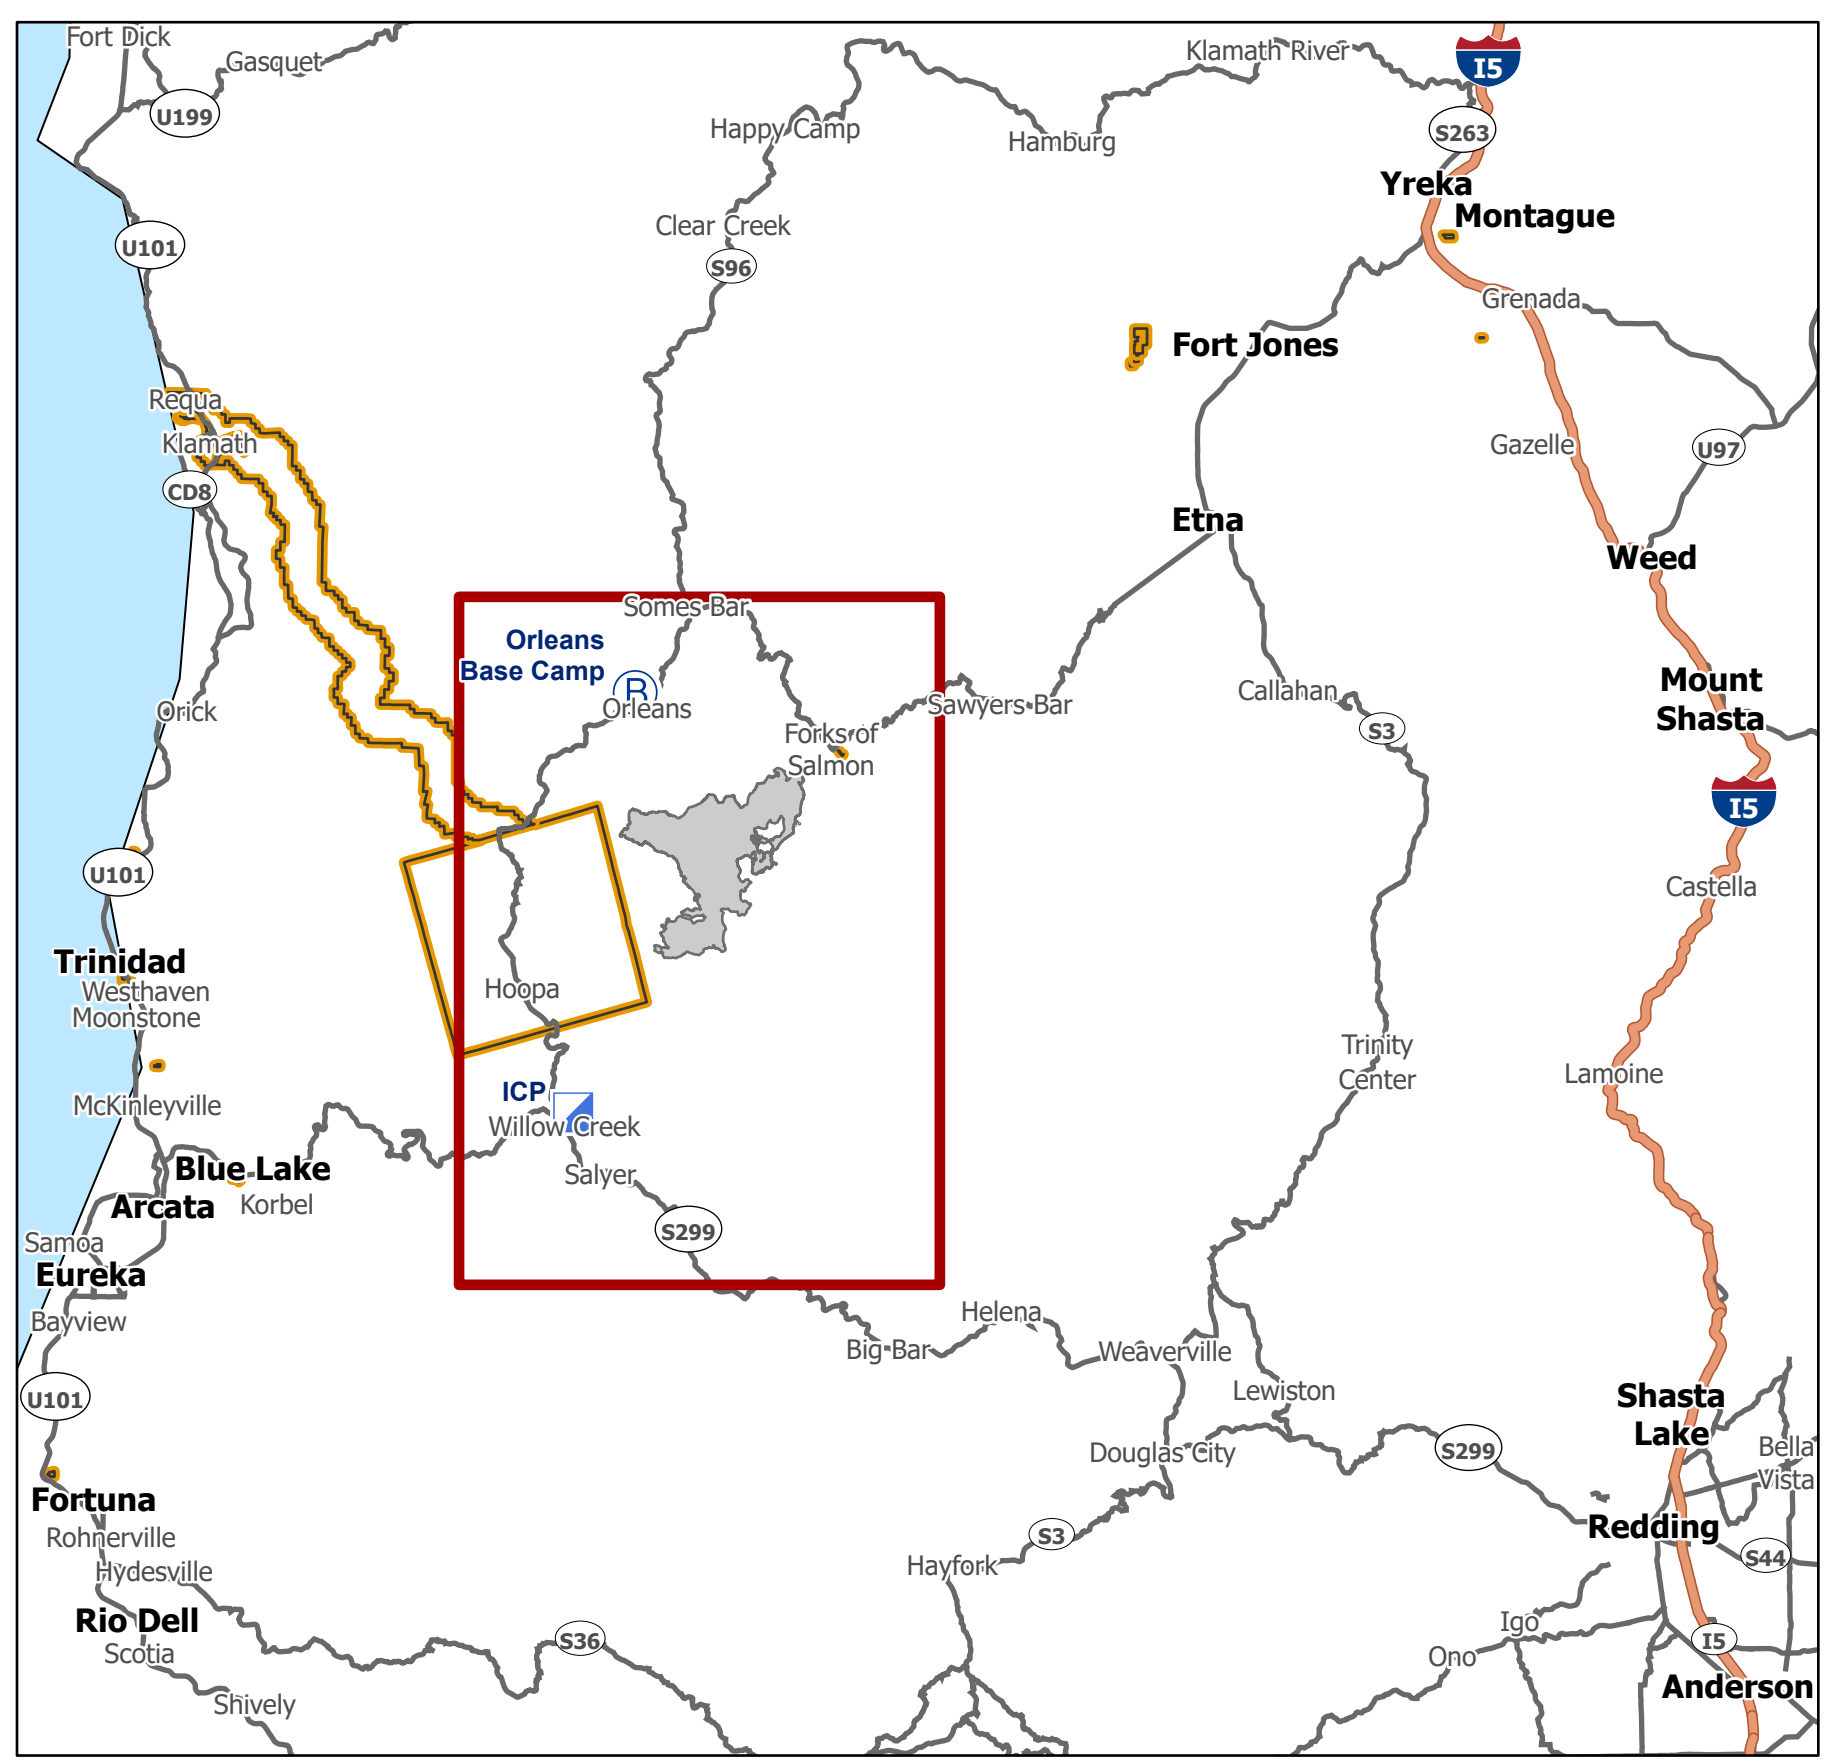 Fort Dick
Gasquet
U199
Klamath River
I5
S263
Happy Camp
Hamburg
Yreka
Montague
Clear Creek
U101
S96
Grenada
Fort Jones
Requa
Klamath
CD8
Gazelle
U97
Etna
Weed
Somes Bar
Orleans
Base Camp
R
Orleans
Orick
Sawyers Bar
Callahan
S3
Mount
Shasta
Forks of
Salmon
I5
U101
Castella
Trinidad
Westhaven
Moonstone
Hoopa
Trinity
Center
Lamoine
McKinleyville
ICP
Willow Creek
Blue Lake
Salyer
Arcata
Korbel
S299
Samoa
Eureka
Bayview
Helena
Big Bar
Weaverville
Lewiston
U101
Shasta
Lake
Douglas City
S299
Bella
Vista
Fortuna
Redding
Rohnerville
S3
S44
Hydesville
Hayfork
Rio Dell
Igo
Scotia
S36
Ono
I5
Shively
Anderson